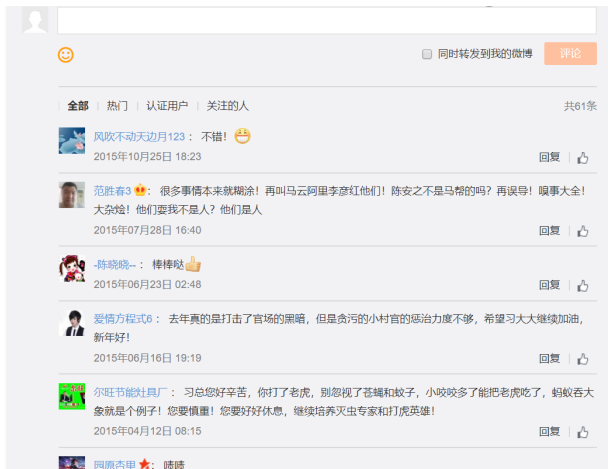 同时转发到我的微博 评论
全部 热门 认证用户 关注的人 共61条
风吹不动天边月123： 不错！
2015年10月25日 18:23 回复
范胜春3： 很多事情本来就糊涂！再叫马云阿里李彦红他们！陈安之不是马帮的吗？再误导！嗅事大全！
大杂烩！他们耍我不是人？他们是人
2015年07月28日 16:40 回复
-陈晓晓--： 棒棒哒
2015年06月23日 02:48 回复
爱情方程式6： 去年真的是打击了官场的黑暗，但是贪污的小村官的惩治力度不够，希望习大大继续加油，
新年好！
2015年06月16日 19:19 回复
尔旺节能灶具厂： 习总您好辛苦，你打了老虎，别忽视了苍蝇和蚊子，小咬咬多了能把老虎吃了，蚂蚁吞大
象就是个例子！您要慎重！您要好好休息，继续培养灭虫专家和打虎英雄！
2015年04月12日 08:15 回复
园原杏里： 啧啧